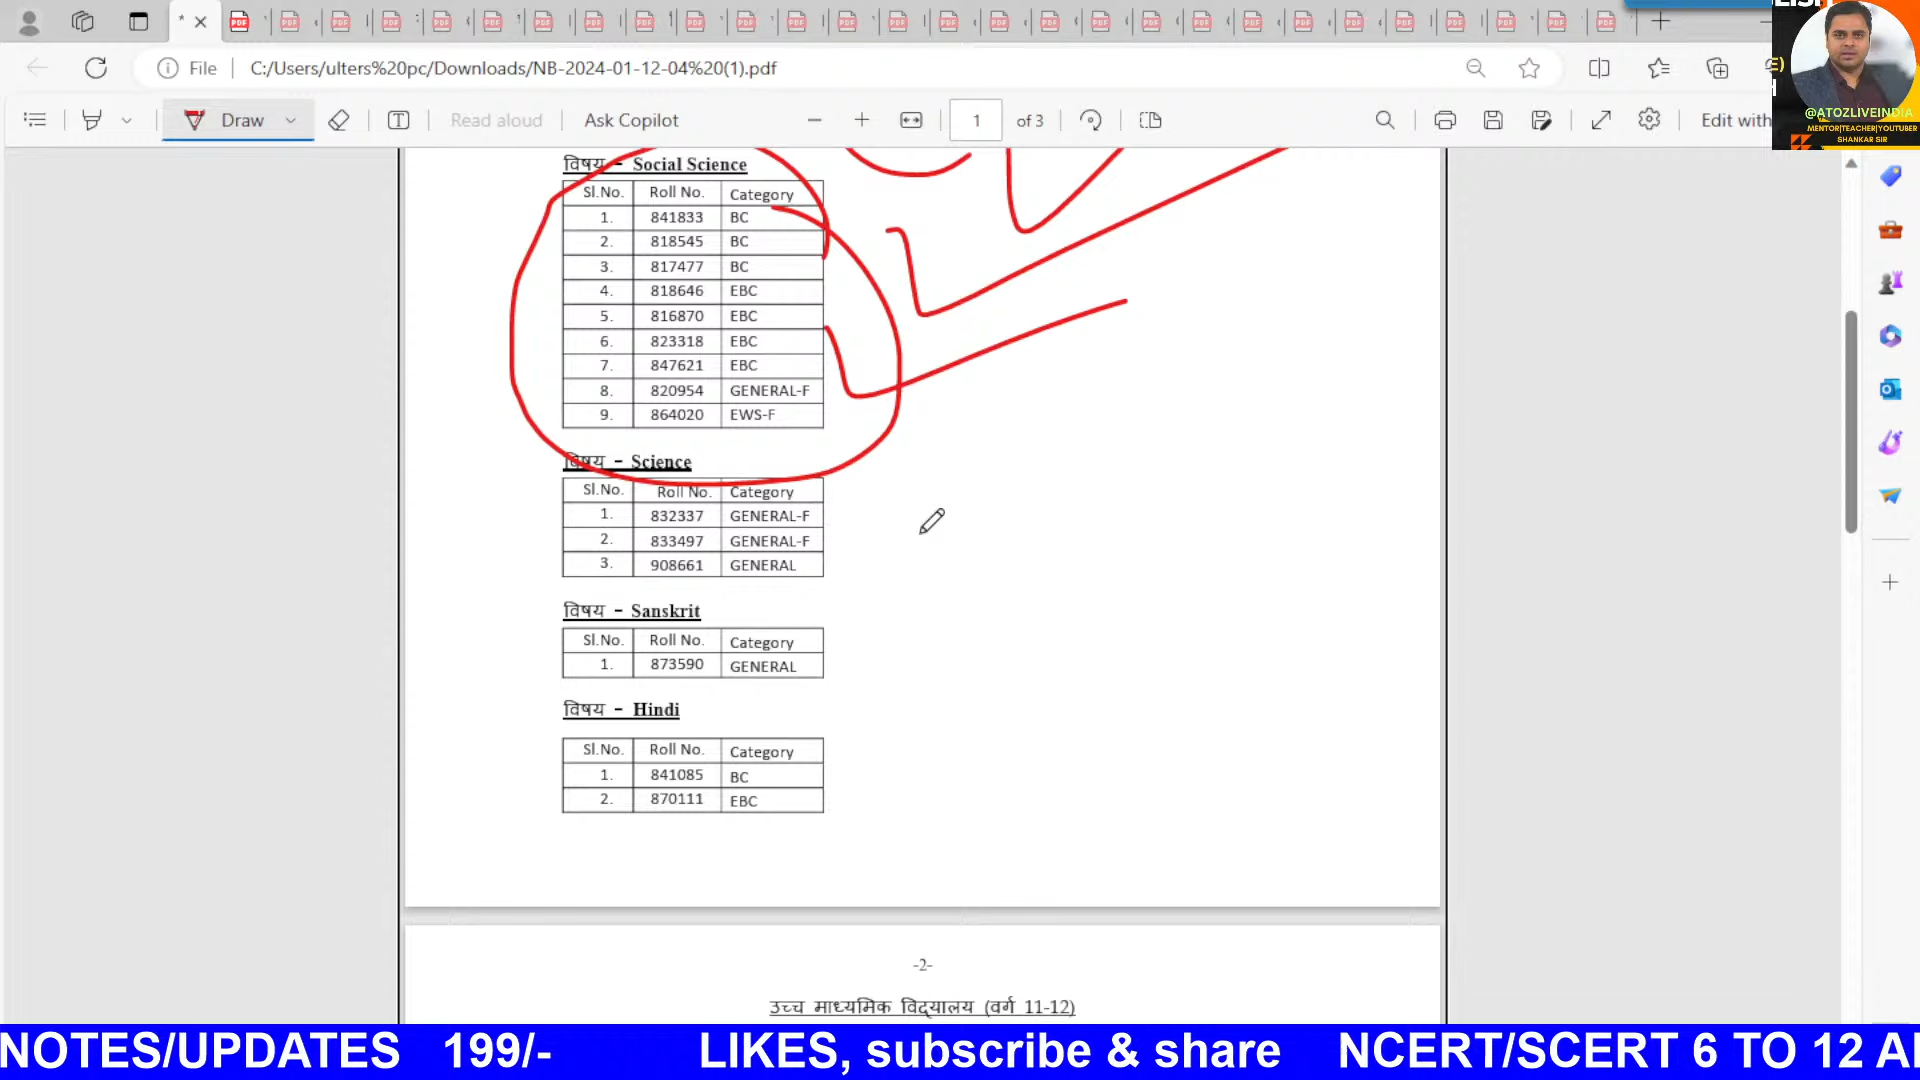 File C:/Users/ulters%20pc/Downloads/NB-2024-01-12-04%20(1).pdf
Draw Read aloud Ask Copilot 1 of 3 Edit with
@ATOZLIVEINDIA
MENTOR|TEACHER|YOUTUBER
SHANKAR SIR
विषय – Social Science
Sl.No. Roll No. Category
1. 841833 BC
2. 818545 BC
3. 817477 BC
4. 818646 EBC
5. 816870 EBC
6. 823318 EBC
7. 847621 EBC
8. 820954 GENERAL-F
9. 864020 EWS-F
विषय – Science
Sl.No. Roll No. Category
1. 832337 GENERAL-F
2. 833497 GENERAL-F
3. 908661 GENERAL
विषय – Sanskrit
Sl.No. Roll No. Category
1. 873590 GENERAL
विषय – Hindi
Sl.No. Roll No. Category
1. 841085 BC
2. 870111 EBC
-2-
उच्च माध्यमिक विद्यालय (वर्ग 11-12)
NOTES/UPDATES 199/- LIKES, subscribe & share NCERT/SCERT 6 TO 12